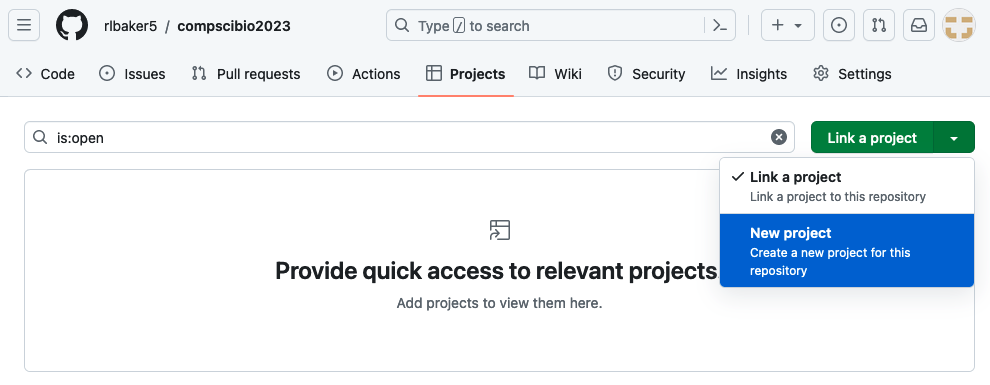 rlbaker5 / compscibio2023
Type / to search
Code Issues Pull requests Actions Projects Wiki Security Insights Settings
is:open
Link a project
Link a project
Link a project to this repository
New project
Create a new project for this
repository
Provide quick access to relevant projects.
Add projects to view them here.